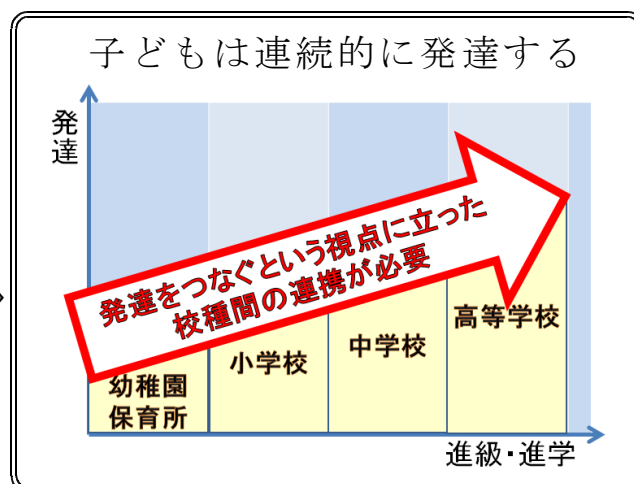 子どもは連続的に発達する
発達
発達をつなぐという視点に立った
校種間の連携が必要
幼稚園
保育所
小学校
中学校
高等学校
進級・進学